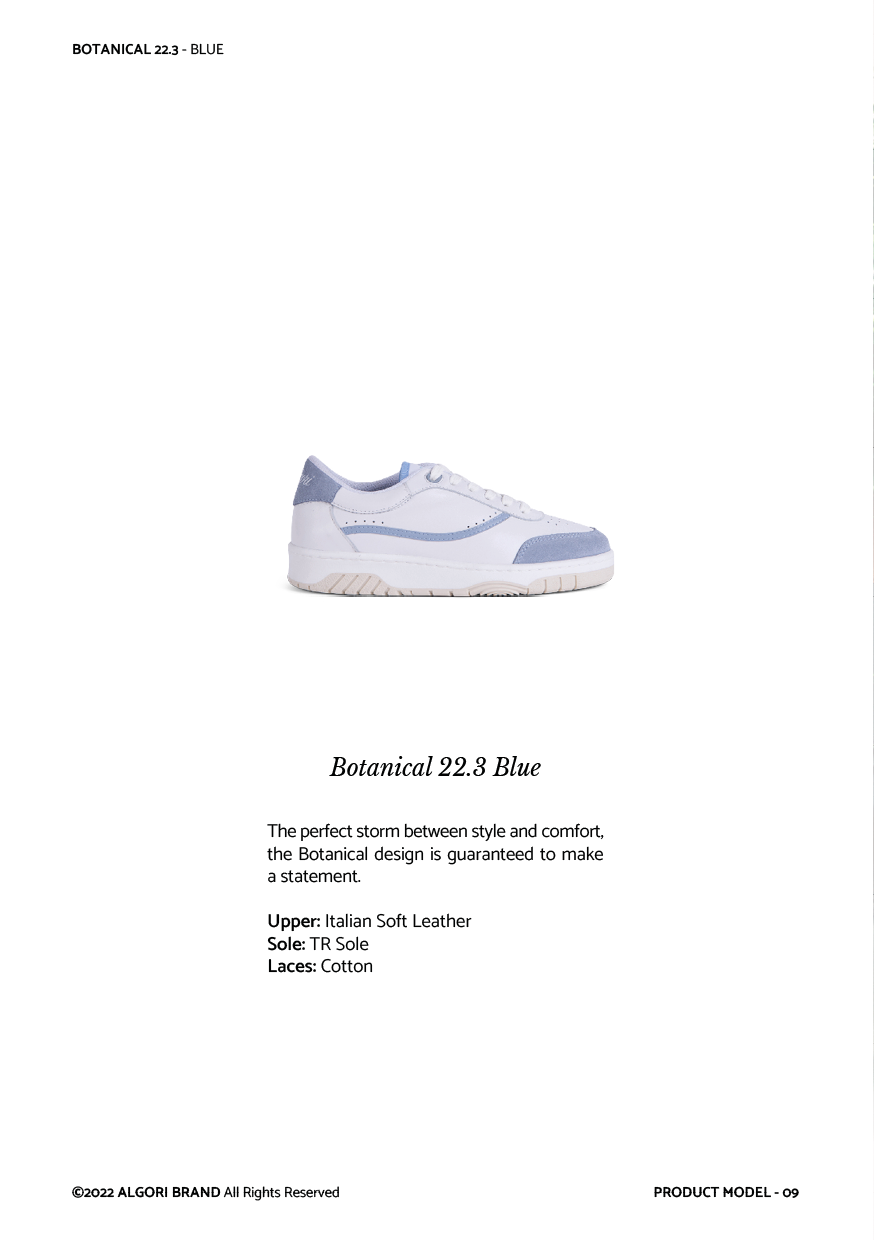 BOTANICAL 22.3 - BLUE
Botanical 22.3 Blue
The perfect storm between style and comfort,
the Botanical design is guaranteed to make
a statement.
Upper: Italian Soft Leather
Sole: TR Sole
Laces: Cotton
©2022 ALGORI BRAND All Rights Reserved
PRODUCT MODEL - 09